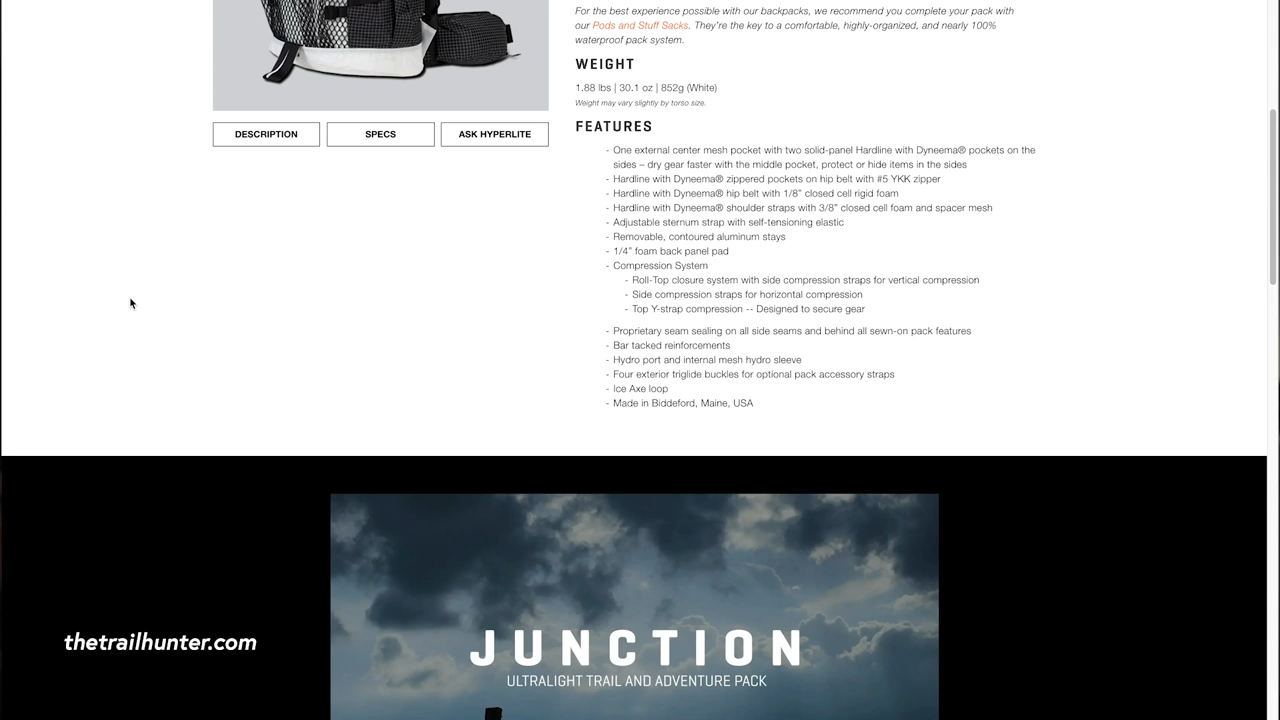 For the best experience possible with our backpacks, we recommend you complete your pack with
our Pods and Stuff Sacks. They're the key to a comfortable, highly-organized, and nearly 100%
waterproof pack system.
WEIGHT
1.88 lbs | 30.1 oz | 852g (White)
Weight may vary slightly by torso size.
DESCRIPTION
SPECS
ASK HYPERLITE
FEATURES
- One external center mesh pocket with two solid-panel Hardline with Dyneema® pockets on the
sides – dry gear faster with the middle pocket, protect or hide items in the sides
- Hardline with Dyneema® zippered pockets on hip belt with #5 YKK zipper
- Hardline with Dyneema® hip belt with 1/8" closed cell rigid foam
- Hardline with Dyneema® shoulder straps with 3/8" closed cell foam and spacer mesh
- Adjustable sternum strap with self-tensioning elastic
- Removable, contoured aluminum stays
- 1/4" foam back panel pad
- Compression System
- Roll-Top closure system with side compression straps for vertical compression
- Side compression straps for horizontal compression
- Top Y-strap compression -- Designed to secure gear
- Proprietary seam sealing on all side seams and behind all sewn-on pack features
- Bar tacked reinforcements
- Hydro port and internal mesh hydro sleeve
- Four exterior triglide buckles for optional pack accessory straps
- Ice Axe loop
- Made in Biddeford, Maine, USA
thetrailhunter.com
JUNCTION
ULTRALIGHT TRAIL AND ADVENTURE PACK